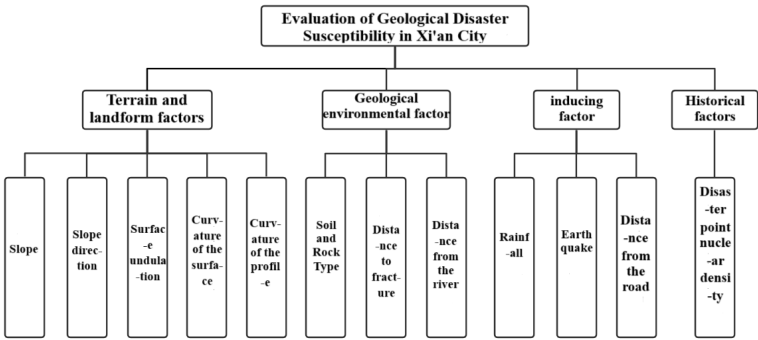 Evaluation of Geological Disaster
Susceptibility in Xi'an City
Terrain and
landform factors
Geological
environmental factor
inducing
factor
Historical
factors
Slope
Slope
direc-
tion
Surfac-
-e
undula-
-tion
Curv-
ature
of the
surfa-
ce
Curv-
ature
of the
profil-
-e
Soil
and
Rock
Type
Dista-
-nce
to
fract-
ure
Dista-
-nce
from
the
river
Rainf-
-all
Earth
quake
Dista-
-nce
from
the
road
Disas-
-ter
point
nucle-
-ar
densi-
-ty